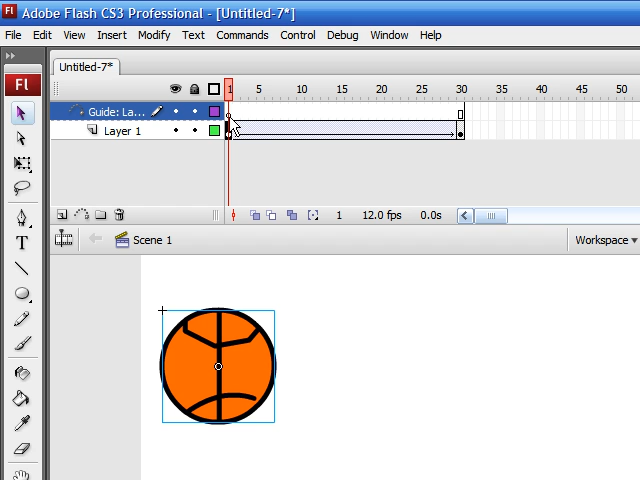 Fl Adobe Flash CS3 Professional - [Untitled-7*]
File Edit View Insert Modify Text Commands Control Debug Window Help
Untitled-7*
Fl
1 5 10 15 20 25 30 35 40 45 50
Guide: La...
Layer 1
1 12.0 fps 0.0s
Scene 1 Workspace
T